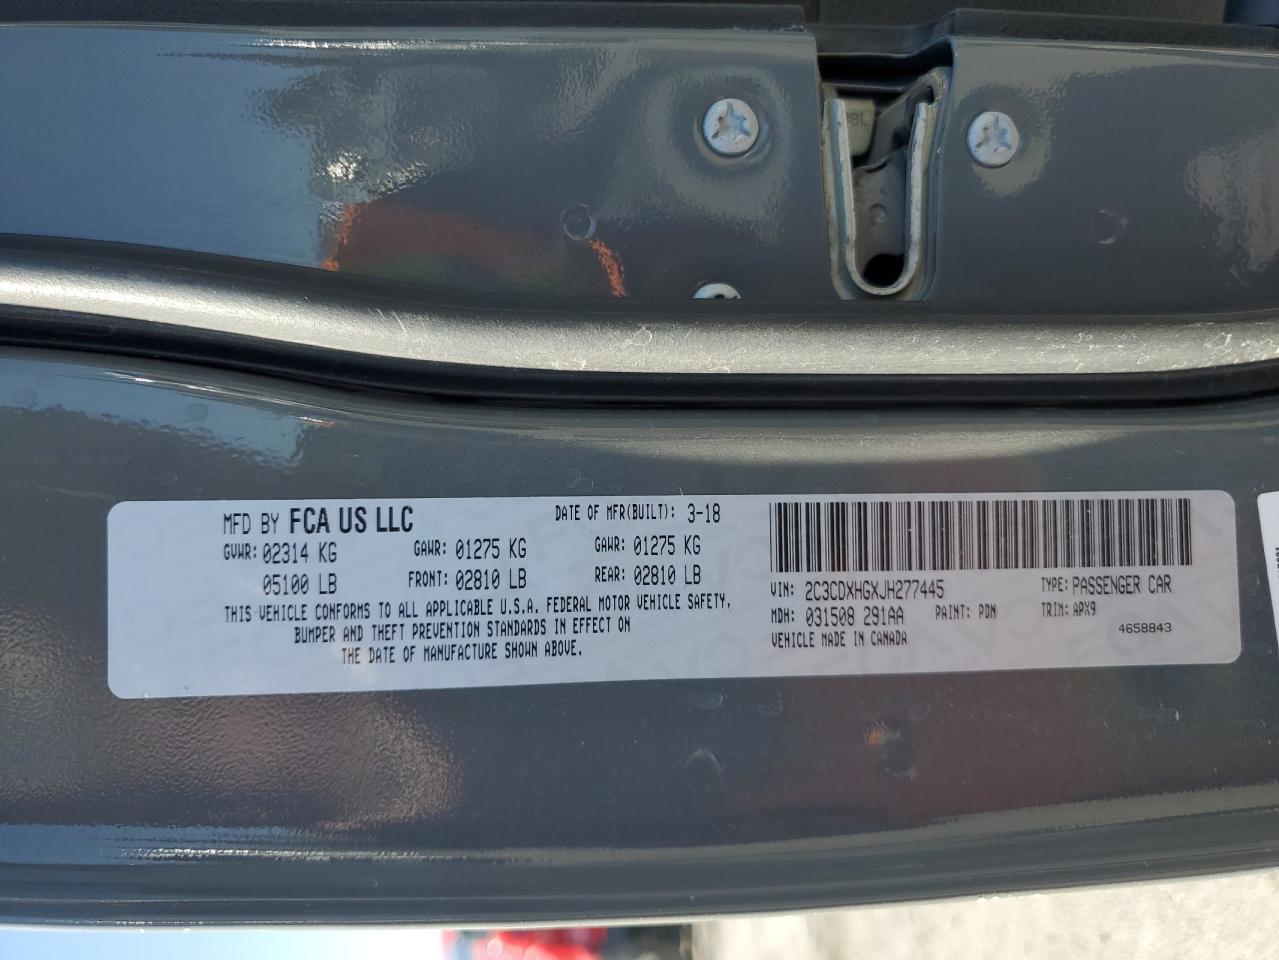 MFD BY FCA US LLC
DATE OF MFR(BUILT): 3-18
GVWR: 02314 KG GAWR: 01275 KG GAWR: 01275 KG
05100 LB FRONT: 02810 LB REAR: 02810 LB
THIS VEHICLE CONFORMS TO ALL APPLICABLE U.S.A. FEDERAL MOTOR VEHICLE SAFETY,
BUMPER AND THEFT PREVENTION STANDARDS IN EFFECT ON
THE DATE OF MANUFACTURE SHOWN ABOVE.
VIN: 2C3CDXHGXJH277445 TYPE: PASSENGER CAR
MDH: 031508 291AA PAINT: PDN TRIM: APX9
VEHICLE MADE IN CANADA 4658843